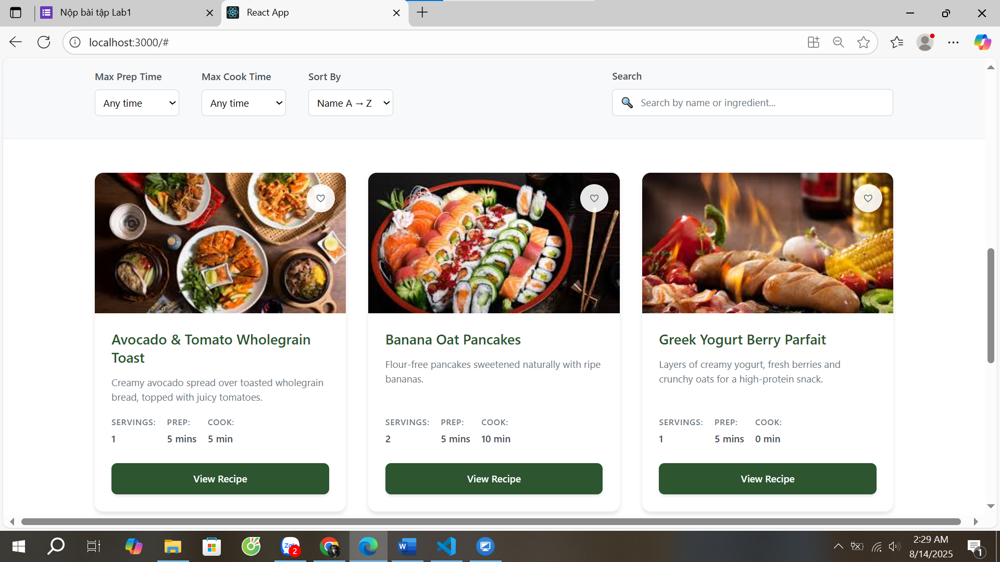 Nộp bài tập Lab1
React App
localhost:3000/#
Max Prep Time
Max Cook Time
Sort By
Search
Any time
Any time
Name A → Z
Search by name or ingredient...
Avocado & Tomato Wholegrain
Toast
Creamy avocado spread over toasted wholegrain
bread, topped with juicy tomatoes.
SERVINGS: PREP: COOK:
1 5 mins 5 min
View Recipe
Banana Oat Pancakes
Flour-free pancakes sweetened naturally with ripe
bananas.
SERVINGS: PREP: COOK:
2 5 mins 10 min
View Recipe
Greek Yogurt Berry Parfait
Layers of creamy yogurt, fresh berries and
crunchy oats for a high-protein snack.
SERVINGS: PREP: COOK:
1 5 mins 0 min
View Recipe
Zalo
2
W
2:29 AM
8/14/2025
1